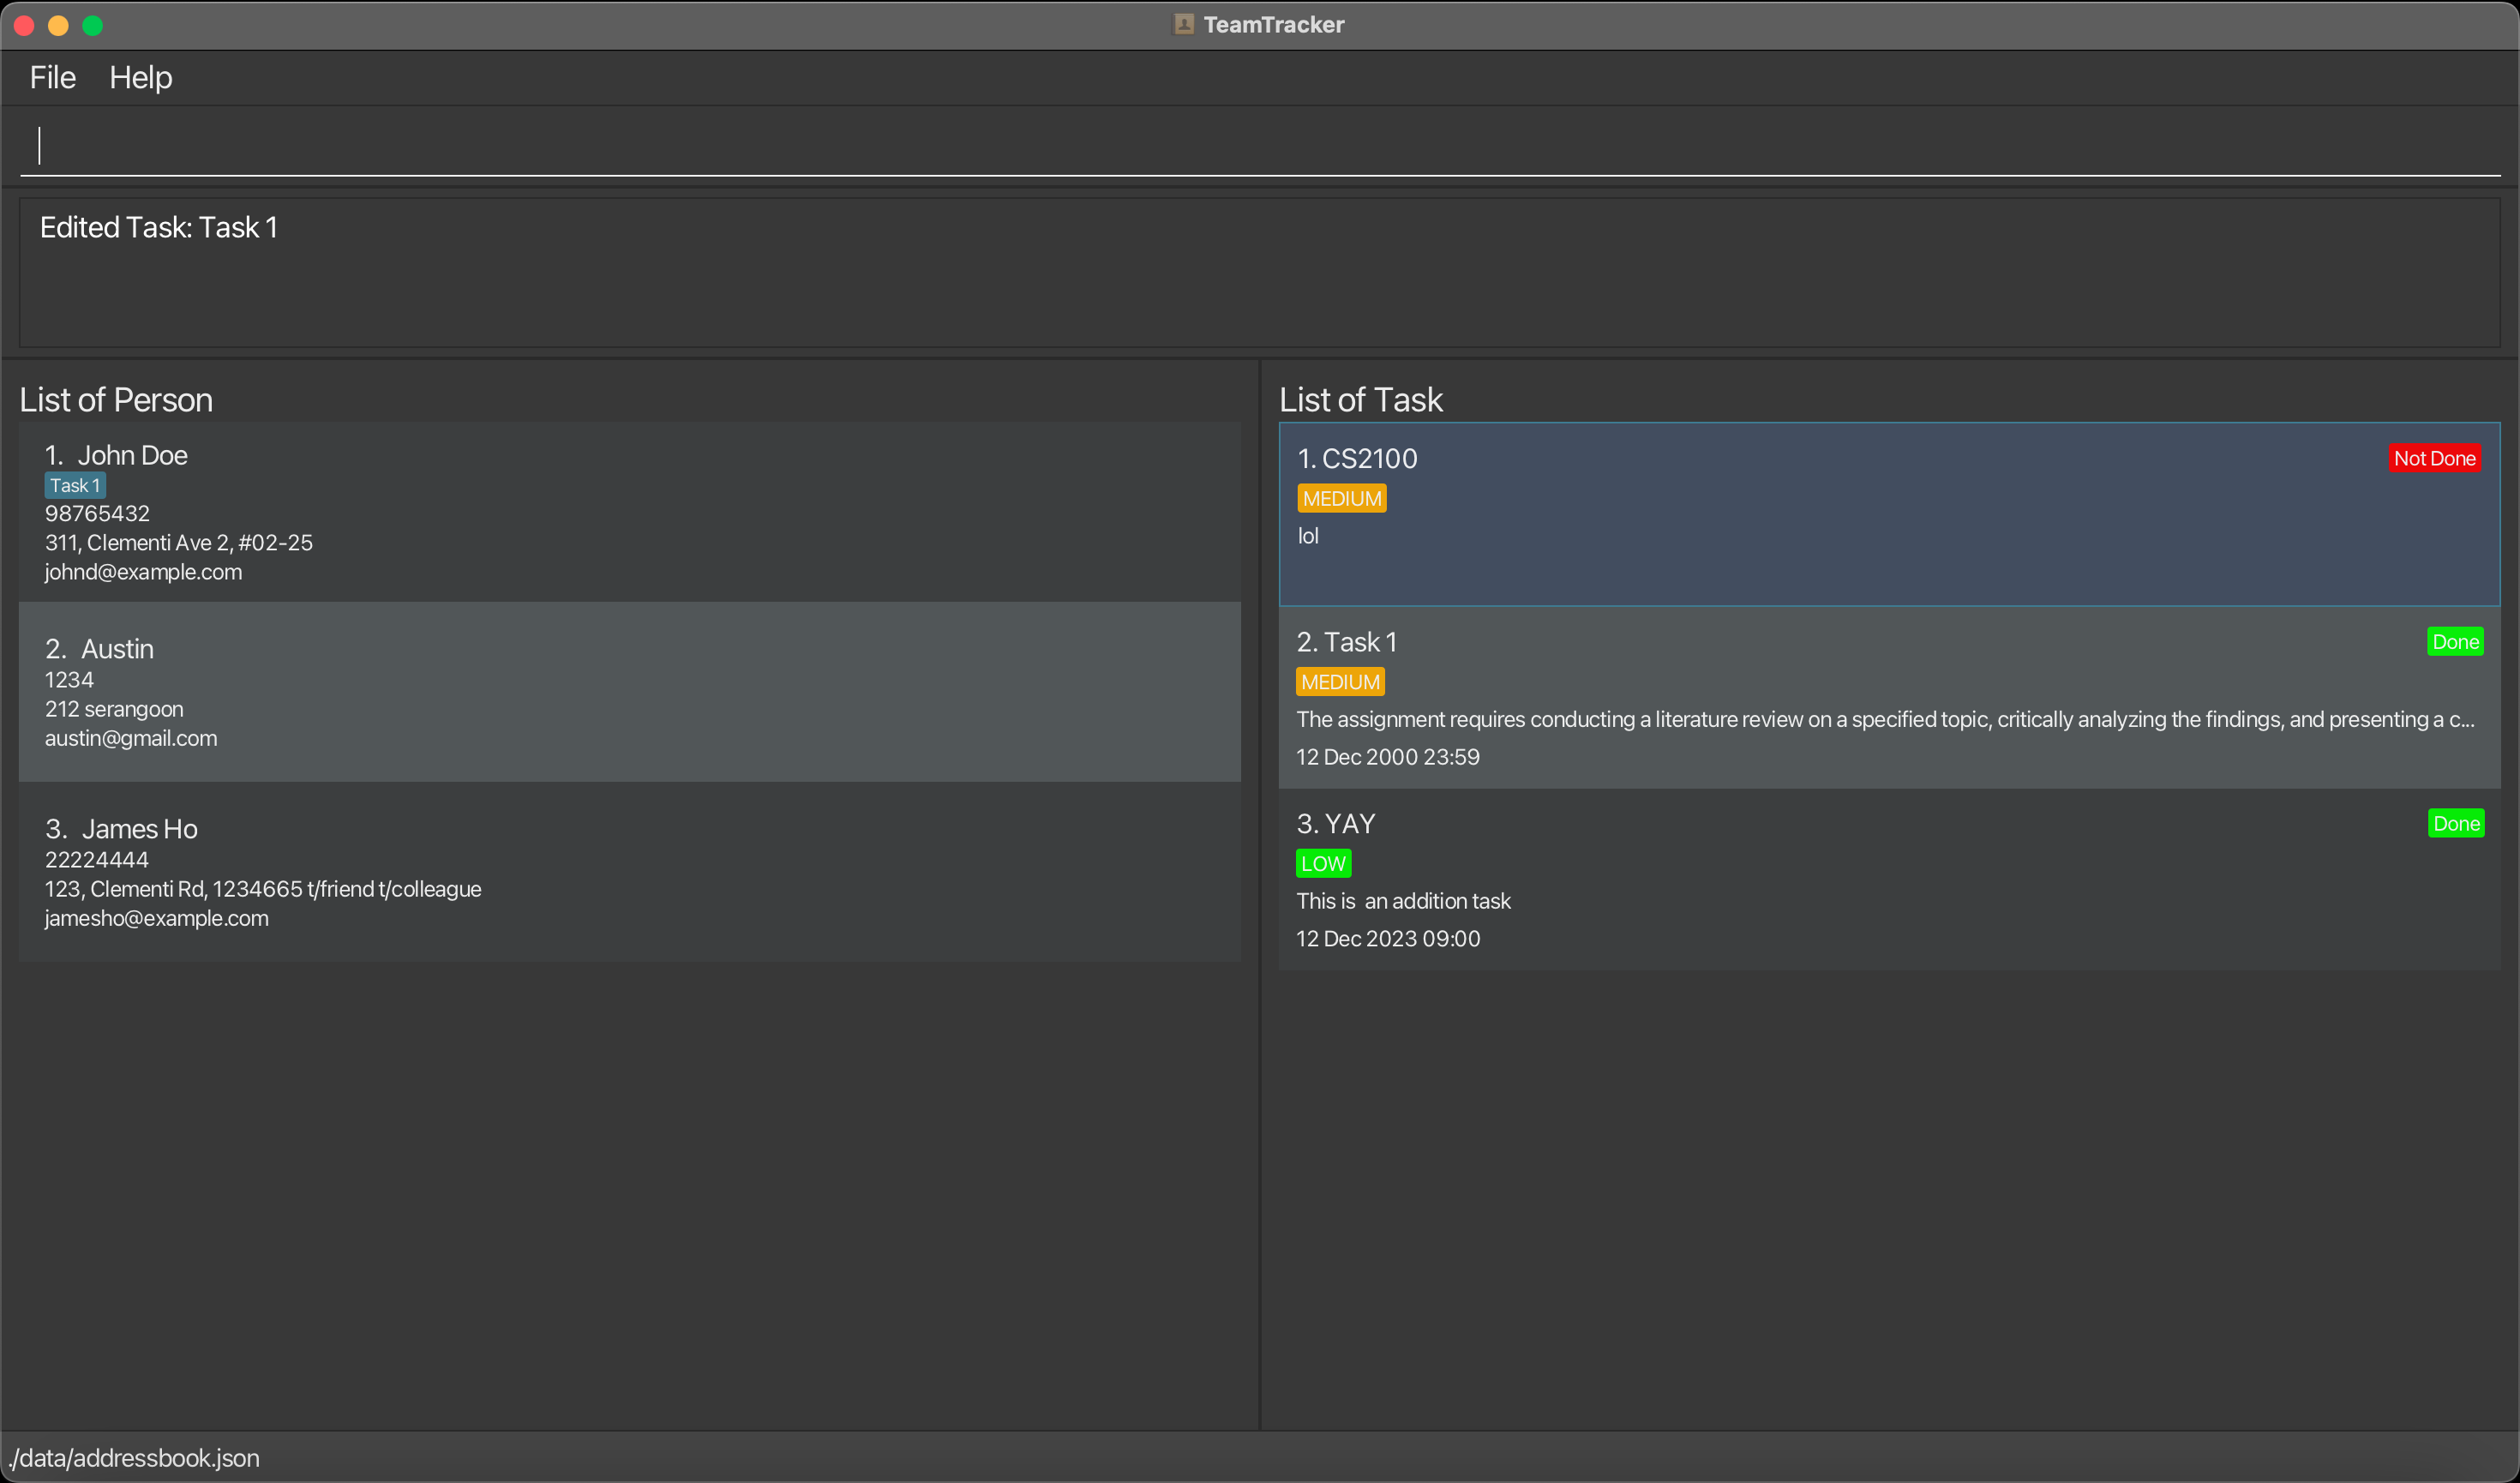 TeamTracker
File Help
Edited Task: Task 1
List of Person
1. John Doe
Task 1
98765432
311, Clementi Ave 2, #02-25
johnd@example.com
2. Austin
1234
212 serangoon
austin@gmail.com
3. James Ho
22224444
123, Clementi Rd, 1234665 t/friend t/colleague
jamesho@example.com
List of Task
1. CS2100 Not Done
MEDIUM
lol
2. Task 1 Done
MEDIUM
The assignment requires conducting a literature review on a specified topic, critically analyzing the findings, and presenting a c...
12 Dec 2000 23:59
3. YAY Done
LOW
This is  an addition task
12 Dec 2023 09:00
./data/addressbook.json